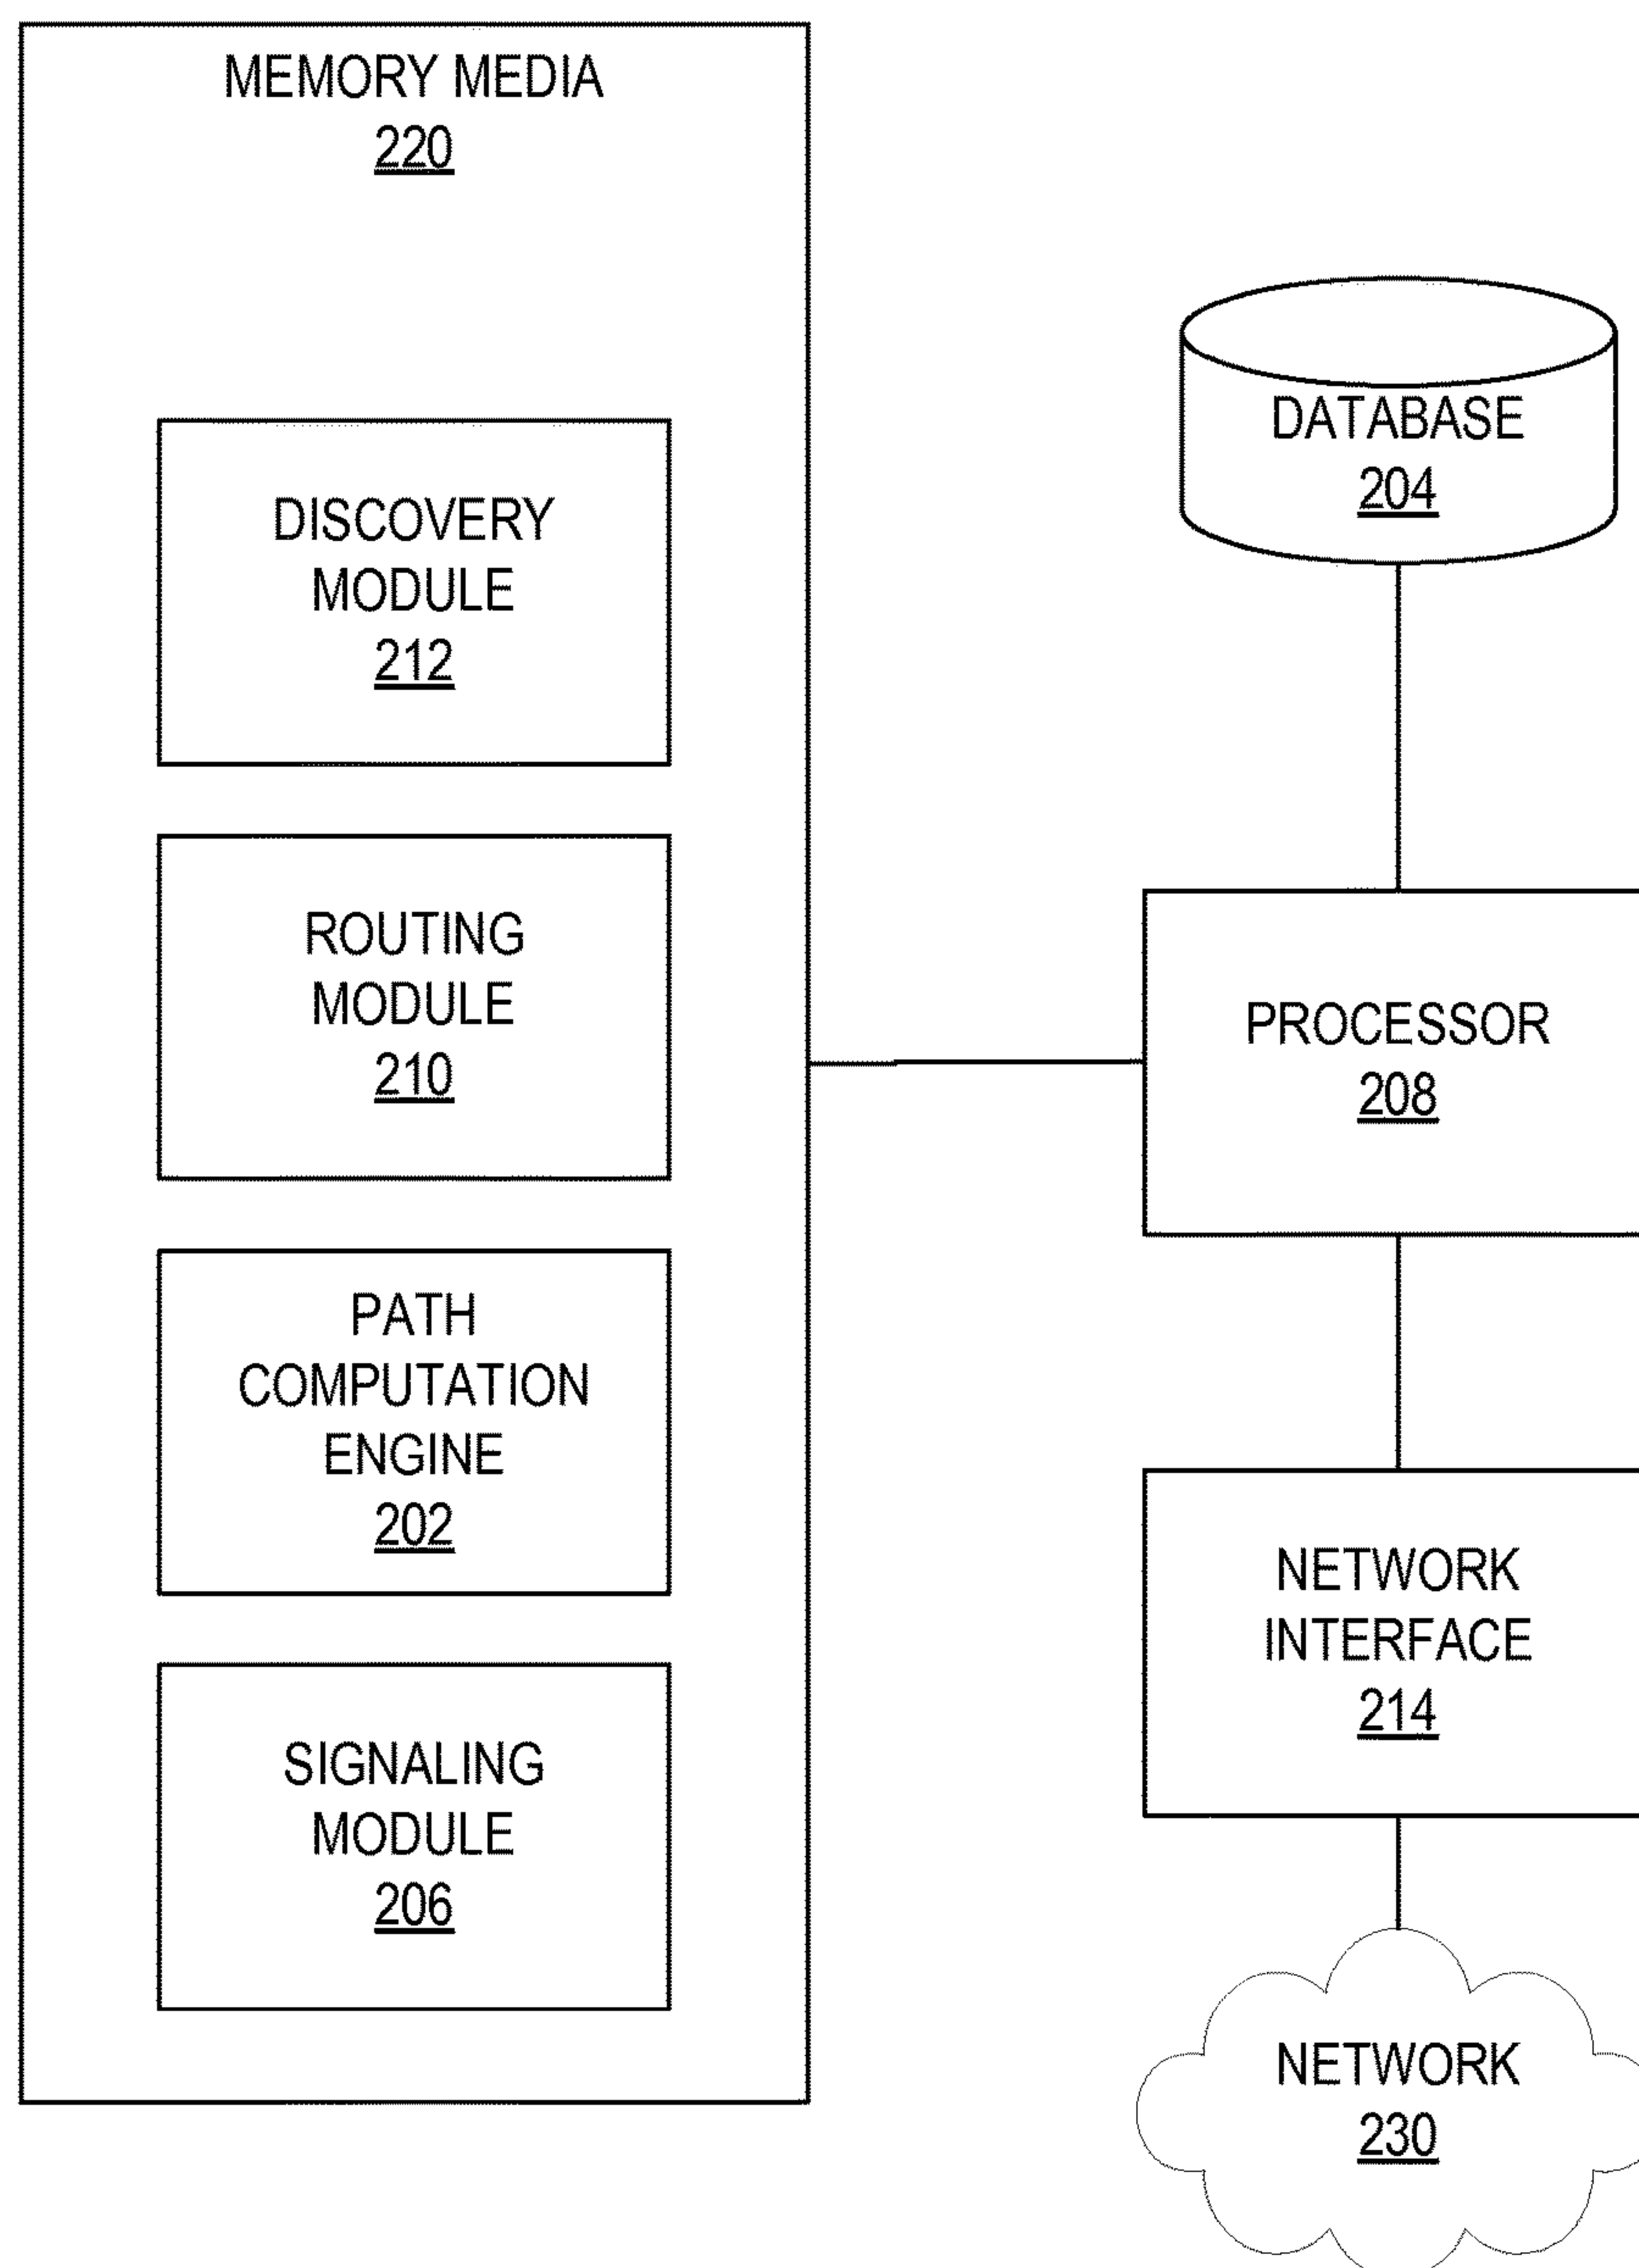 MEMORY MEDIA
220
DISCOVERY
MODULE
212
ROUTING
MODULE
210
PATH
COMPUTATION
ENGINE
202
SIGNALING
MODULE
206
DATABASE
204
PROCESSOR
208
NETWORK
INTERFACE
214
NETWORK
230